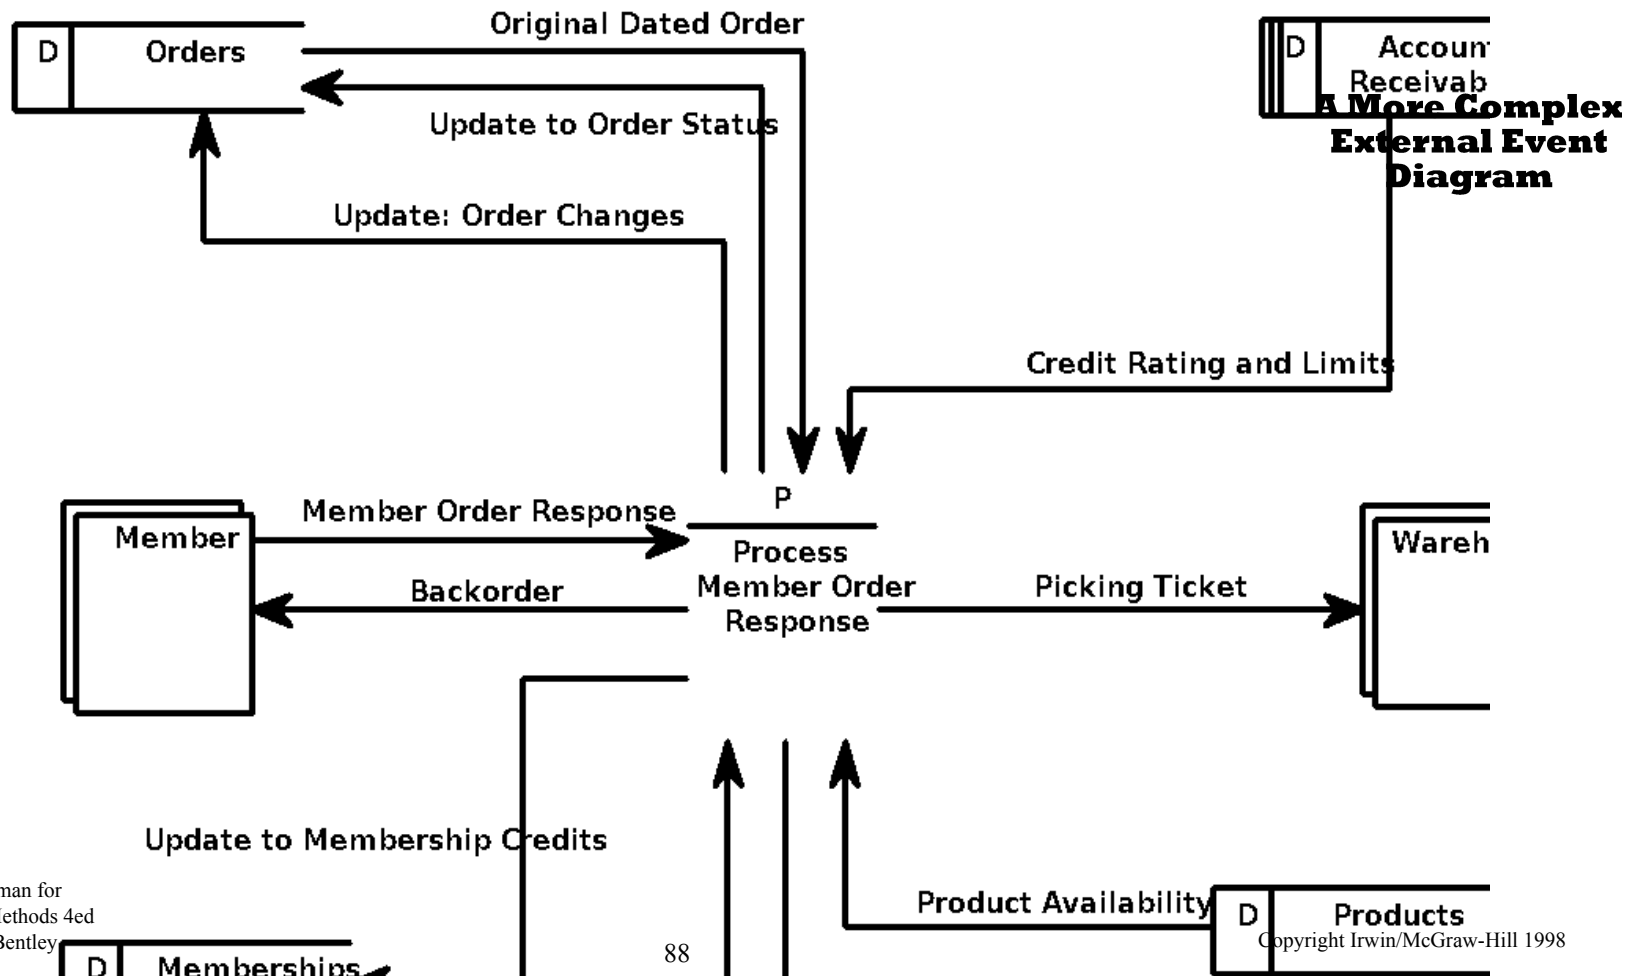 Original Dated Order
D Orders
D Accoun
Receivab
A More Complex
External Event
Diagram
Update to Order Status
Update: Order Changes
Credit Rating and Limits
P
Member Order Response
Member
Process
Member Order
Response
Wareh
Backorder
Picking Ticket
Update to Membership Credits
man for
ethods 4ed
Bentley
Product Availability
D Products
88
Copyright Irwin/McGraw-Hill 1998
D Memberships